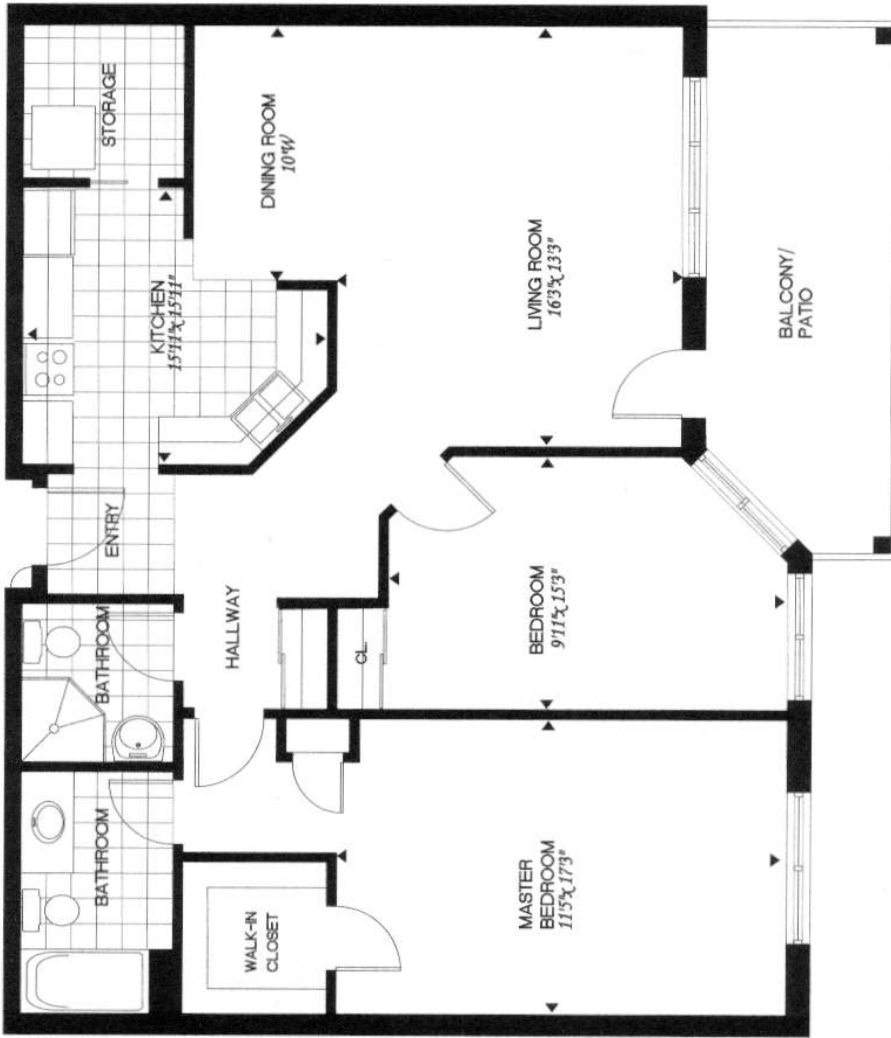 STORAGE
DINING ROOM
10'W
KITCHEN
15'11"x 15'11"
LIVING ROOM
16'3"x 13'3"
BALCONY/
PATIO
ENTRY
HALLWAY
BATHROOM
CL.
BEDROOM
9'11"x 15'3"
BATHROOM
WALK-IN
CLOSET
MASTER
BEDROOM
11'5"x 17'3"